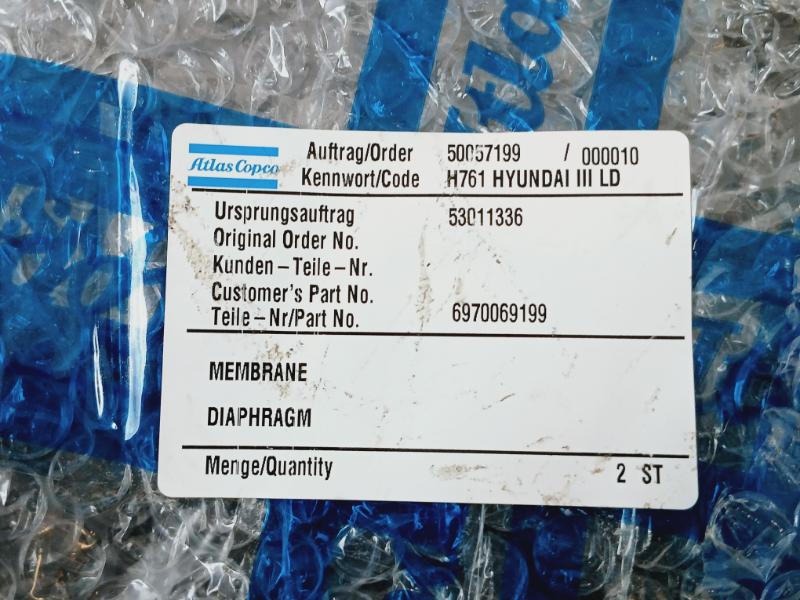 Atlas Copco
Auftrag/Order 50057199 / 000010
Kennwort/Code H761 HYUNDAI III LD
Ursprungsauftrag 53011336
Original Order No.
Kunden-Teile-Nr.
Customer's Part No.
Teile-Nr/Part No. 6970069199
MEMBRANE
DIAPHRAGM
Menge/Quantity 2 ST